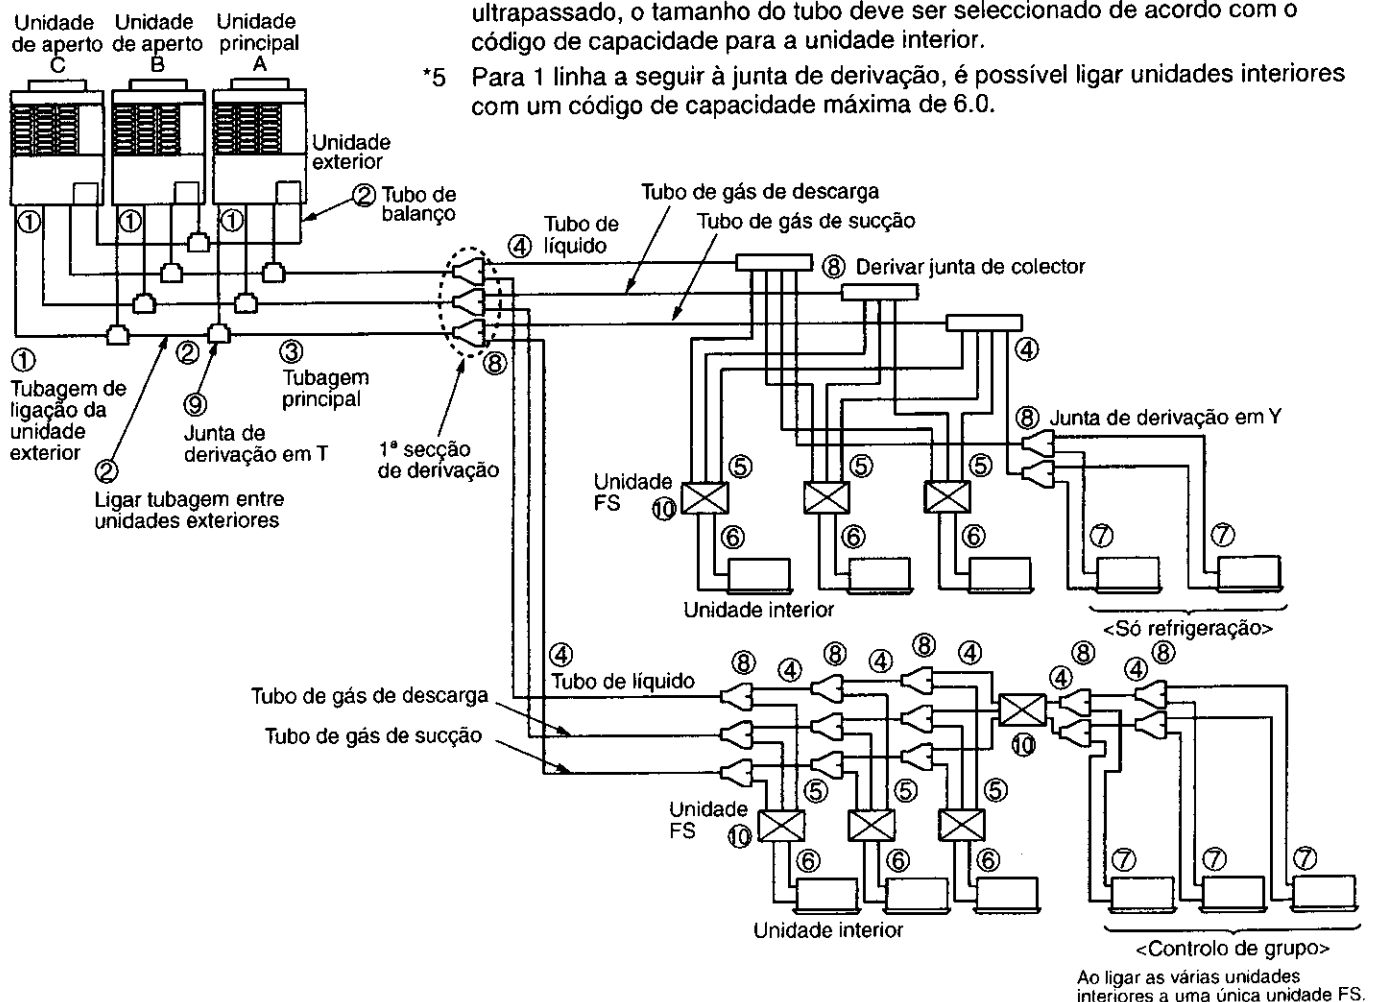 ultrapassado, o tamanho do tubo deve ser seleccionado de acordo com o
código de capacidade para a unidade interior.
*5 Para 1 linha a seguir à junta de derivação, é possível ligar unidades interiores
com um código de capacidade máxima de 6.0.
Unidade
de aperto
C
Unidade
de aperto
B
Unidade
principal
A
Unidade
exterior
① ① ①
② Tubo de
balanço
④ Tubo de
líquido
Tubo de gás de descarga
Tubo de gás de sucção
⑧ Derivar junta de colector
①
Tubagem de
ligação da
unidade
exterior
②
②
Ligar tubagem entre
unidades exteriores
⑨
Junta de
derivação em T
③
Tubagem
principal
⑧
1ª secção
de derivação
④
⑧ Junta de derivação em Y
Unidade
FS ⑩
⑤ ⑤ ⑤
⑥ ⑥ ⑥ ⑦ ⑦
Unidade interior
<Só refrigeração>
④
Tubo de líquido
Tubo de gás de descarga
Tubo de gás de sucção
⑧ ④ ⑧ ④ ⑧ ④ ④ ⑧ ④ ⑧
⑩
Unidade
FS ⑩
⑤ ⑤ ⑤
⑥ ⑥ ⑥ ⑦ ⑦ ⑦
Unidade interior
<Controlo de grupo>
Ao ligar as várias unidades
interiores a uma única unidade FS.